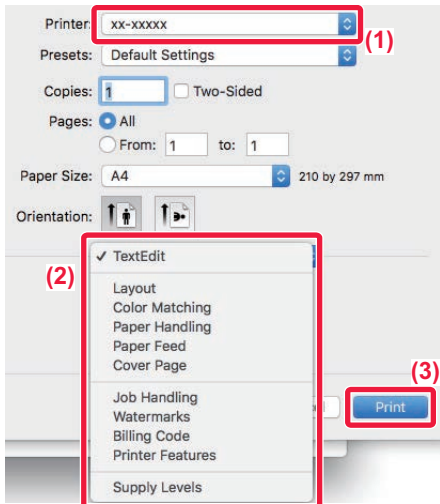 Printer: xx-xxxxx
(1)
Presets: Default Settings
Copies: 1 Two-Sided
Pages: All
From: 1 to: 1
Paper Size: A4 210 by 297 mm
Orientation:
(2)
✓ TextEdit
Layout
Color Matching
Paper Handling
Paper Feed
Cover Page
(3)
Job Handling
Watermarks
Print
Billing Code
Printer Features
Supply Levels